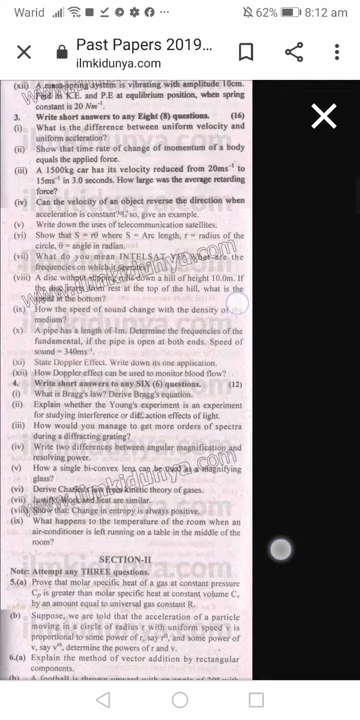 Warid 62% 8:12 am
Past Papers 2019...
ilmkidunya.com
(xii) A mass-spring system is vibrating with amplitude 10cm.
Find its K.E. and P.E at equlibrium position, when spring
constant is 20 Nm⁻¹.
3. Write short answers to any Eight (8) questions. (16)
(i) What is the difference between uniform velocity and
uniform accleration?
(ii) Show that time rate of change of momentum of a body
equals the applied force.
(iii) A 1500kg car has its velocity reduced from 20ms⁻¹ to
15ms⁻¹ in 3.0 seconds. How large was the average retarding
force?
(iv) Can the velocity of an object reverse the direction when
acceleration is constant? so, give an example.
(v) Write down the uses of telemetries.
(vi) Show that S = rθ where S = Arc length, r = radius of the
circle, θ = angle in radian.
(vii) What do you mean INTELSAT-VI? What are the
frequencies on which it operates?
(viii) A disc without slipping rolls down a hill of height 10.0m. If
the disc starts from rest at the top of the hill, what is the
speed at the bottom?
(ix) How the speed of sound change with the density of the
medium?
(x) A pipe has a length of 1m. Determine the frequencies of the
fundamental, if the pipe is open at both ends. Speed of
sound = 340ms⁻¹.
(xi) State Doppler Effect. Write down its one application.
(xii) How Doppler effect can be used to monitor blood flow?
4. Write short answers to any SIX (6) questions. (12)
(i) What is Bragg's law? Derive Bragg's equation.
(ii) Explain whether the Young's experiment is an experiment
for studying interference or diffraction effects of light.
(iii) How would you manage to get more orders of spectra
during a diffracting grating?
(iv) Write two differences between angular magnification and
resolving power.
(v) How a single bi-convex lens can be used as a magnifying
glass?
(vi) Derive Charle's law from kinetic theory of gases.
(vii) Justify: Work and heat are similar.
(viii) Show that: Change in entropy is always positive.
(ix) What happens to the temperature of the room when an
air-conditioner is left running on a table in the middle of the
room?
SECTION-II
Note: Attempt any THREE questions.
5.(a) Prove that molar specific heat of a gas at constant pressure
Cₚ is greater than molar specific heat at constant volume Cᵥ
by an amount equal to universal gas constant R.
(b) Suppose, we are told that the acceleration of a particle
moving in a circle of radius r with uniform speed v is
proportional to some power of r, say rⁿ, and some power of
v, say vᵐ, determine the powers of r and v.
6.(a) Explain the method of vector addition by rectangular
components.
(b) A football is thrown upward with an angle of 30° with